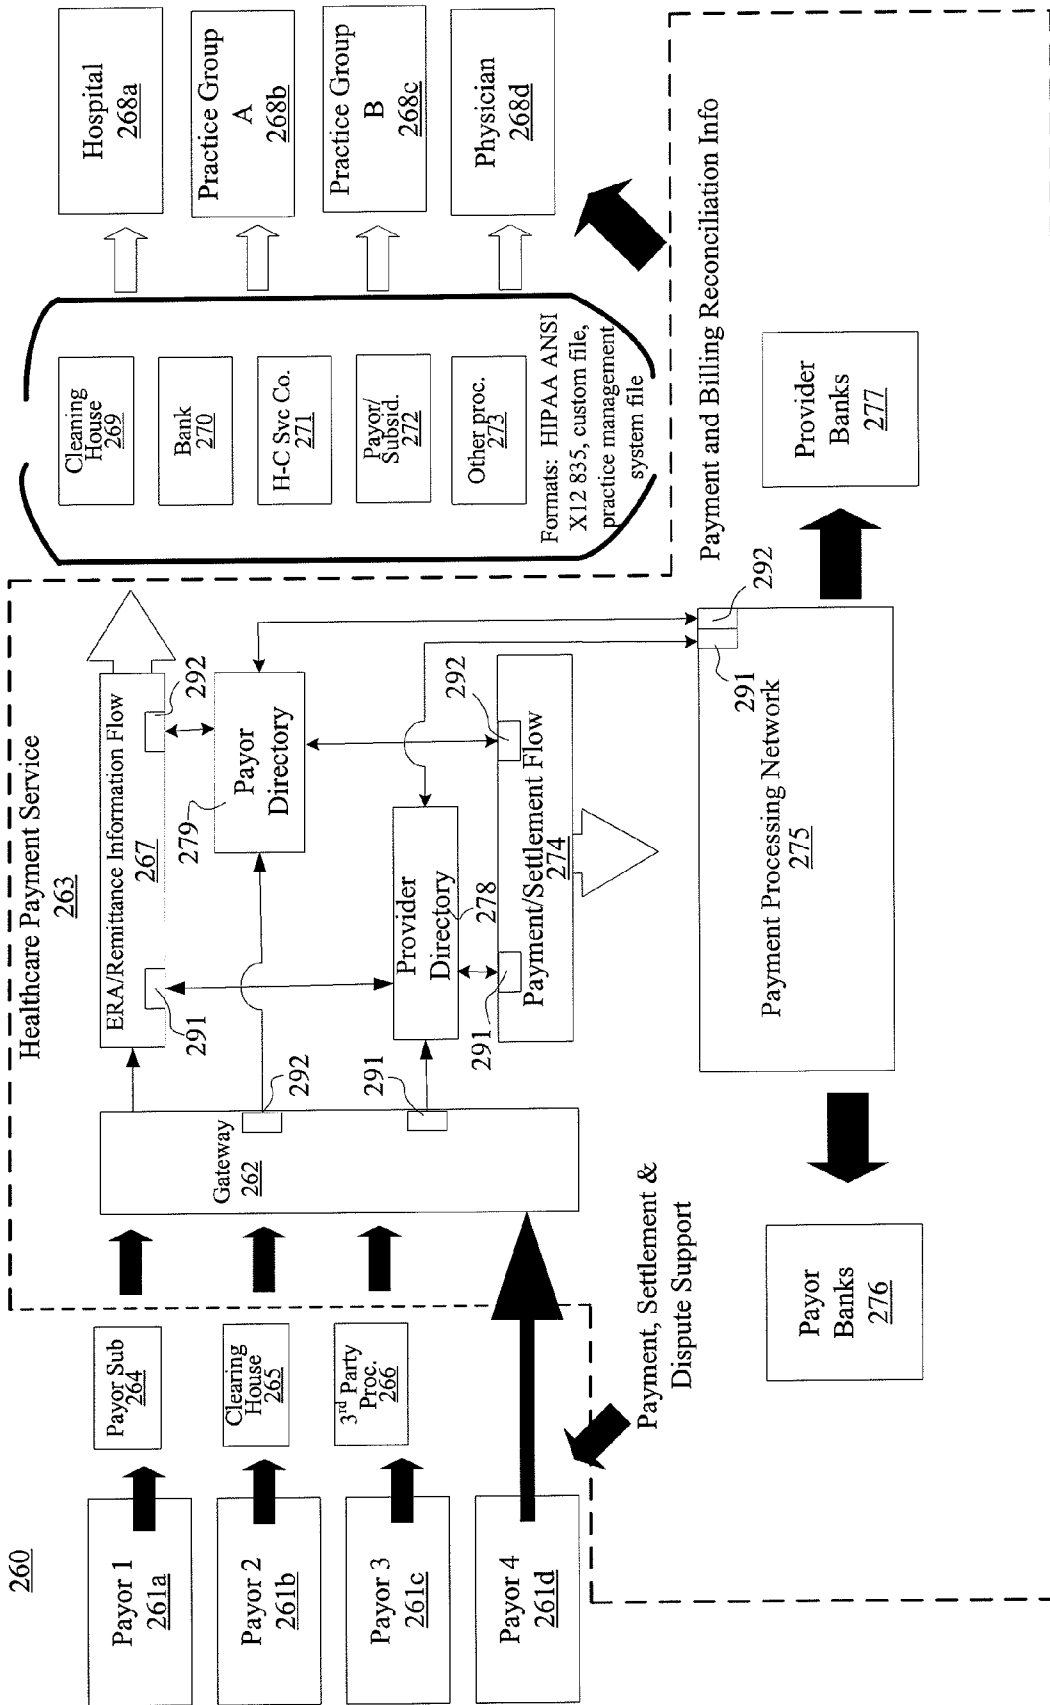 260
Payor 1
261a
Payor 2
261b
Payor 3
261c
Payor 4
261d
Payor Sub
264
Clearing
House
265
3rd Party
Proc.
266
Payment, Settlement &
Dispute Support
Healthcare Payment Service
263
Gateway
262
292
291
ERA/Remittance Information Flow
267
291
292
279
Payor
Directory
Provider
Directory
278
291
292
Payment/Settlement Flow
274
Cleaning
House
269
Bank
270
H-C Svc Co.
271
Payor/
Subsid.
272
Other proc.
273
Formats: HIPAA ANSI
X12 835, custom file,
practice management
system file
Hospital
268a
Practice Group
A
268b
Practice Group
B
268c
Physician
268d
Payment and Billing Reconciliation Info
291
292
Payment Processing Network
275
Payor
Banks
276
Provider
Banks
277